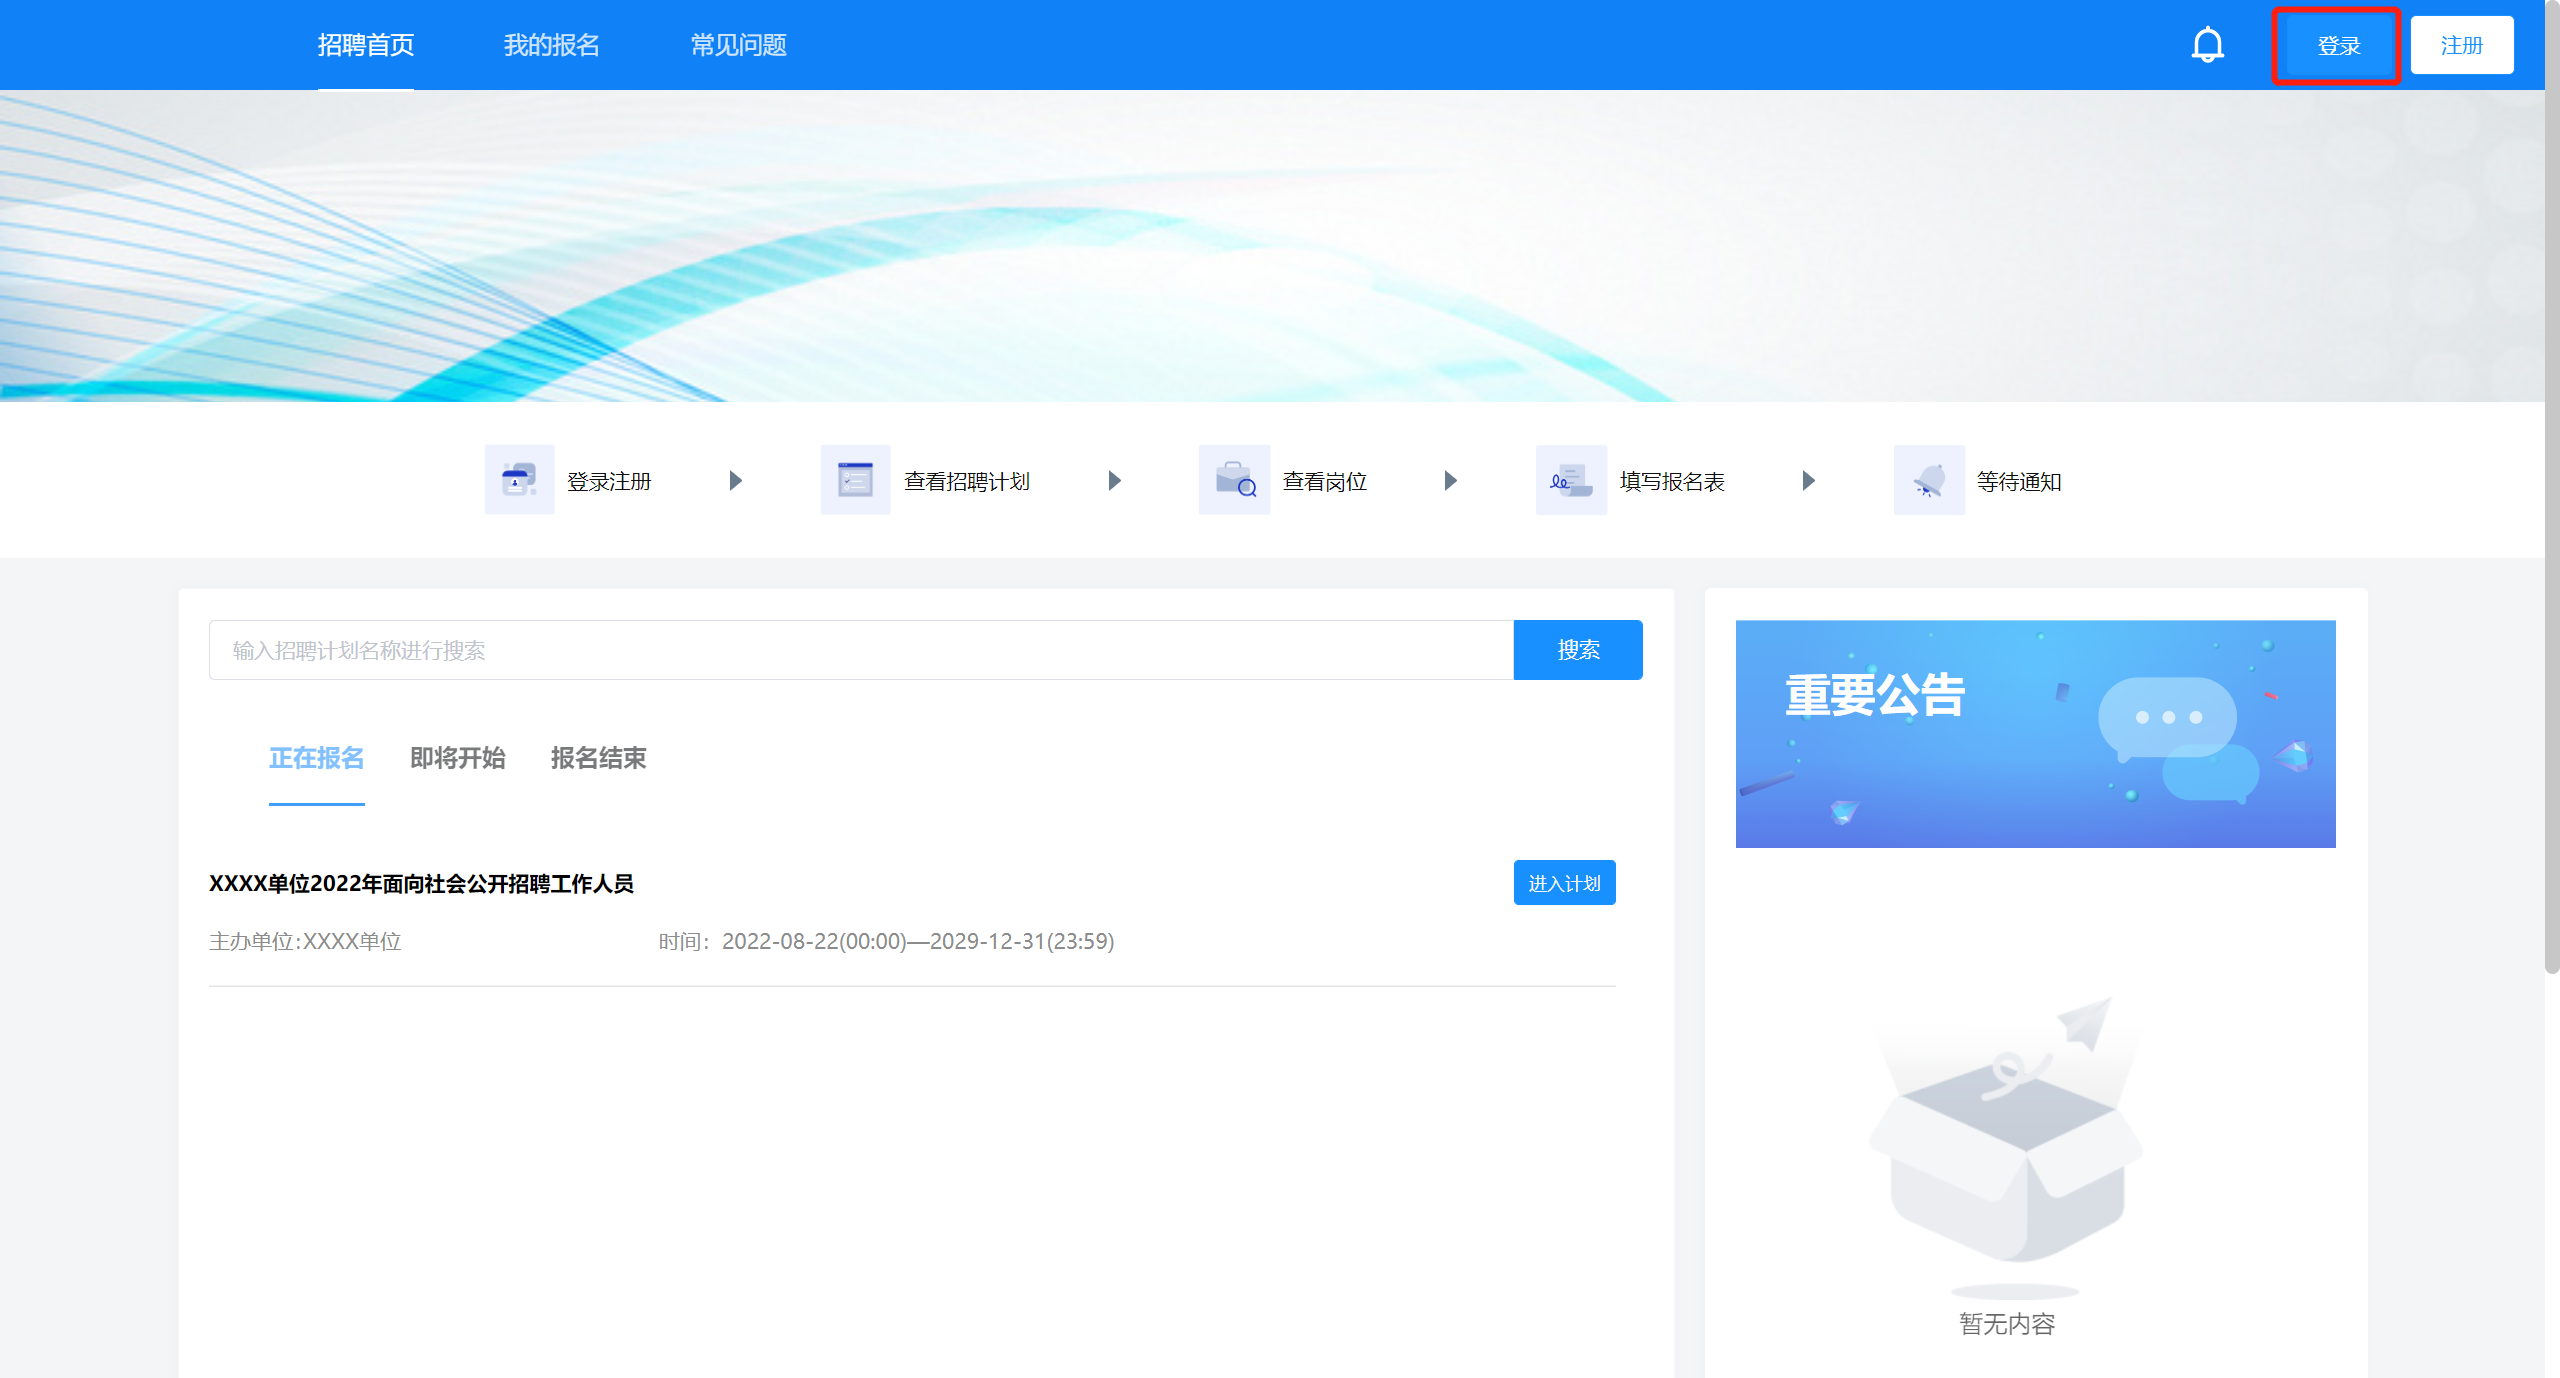 招聘首页 我的报名 常见问题 登录 注册
登录注册 查看招聘计划 查看岗位 填写报名表 等待通知
输入招聘计划名称进行搜索 搜索
正在报名 即将开始 报名结束
XXXX单位2022年面向社会公开招聘工作人员 进入计划
主办单位:XXXX单位 时间：2022-08-22(00:00)—2029-12-31(23:59)
重要公告
暂无内容